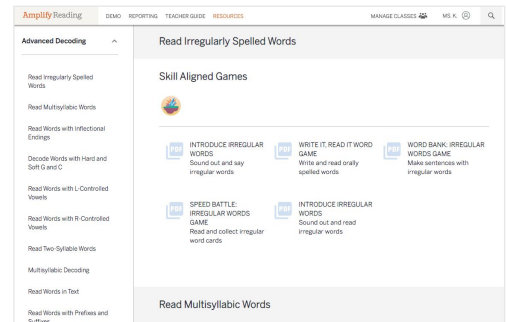 Amplify Reading DEMO REPORTING TEACHER GUIDE RESOURCES MANAGE CLASSES MS. K.
Advanced Decoding
Read Irregularly Spelled
Words
Read Multisyllabic Words
Read Words with Inflectional
Endings
Decode Words with Hard and
Soft G and C
Read Words with L-Controlled
Vowels
Read Words with R-Controlled
Vowels
Read Two-Syllable Words
Multisyllabic Decoding
Read Words in Text
Read Words with Prefixes and
Suffixes
Read Irregularly Spelled Words
Skill Aligned Games
PDF
INTRODUCE IRREGULAR
WORDS
Sound out and say
irregular words
PDF
WRITE IT, READ IT WORD
GAME
Write and read orally
spelled words
PDF
WORD BANK: IRREGULAR
WORDS GAME
Make sentences with
irregular words
PDF
SPEED BATTLE:
IRREGULAR WORDS
GAME
Read and collect irregular
word cards
PDF
INTRODUCE IRREGULAR
WORDS
Sound out and read
irregular words
Read Multisyllabic Words